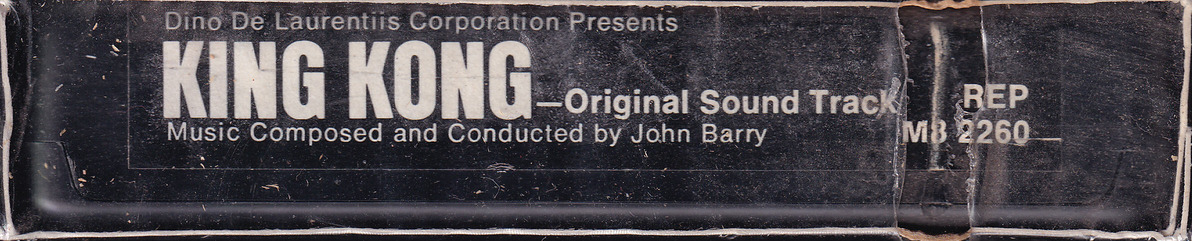 Dino De Laurentiis Corporation Presents
KING KONG—Original Sound Track
Music Composed and Conducted by John Barry
REP
M8 2260